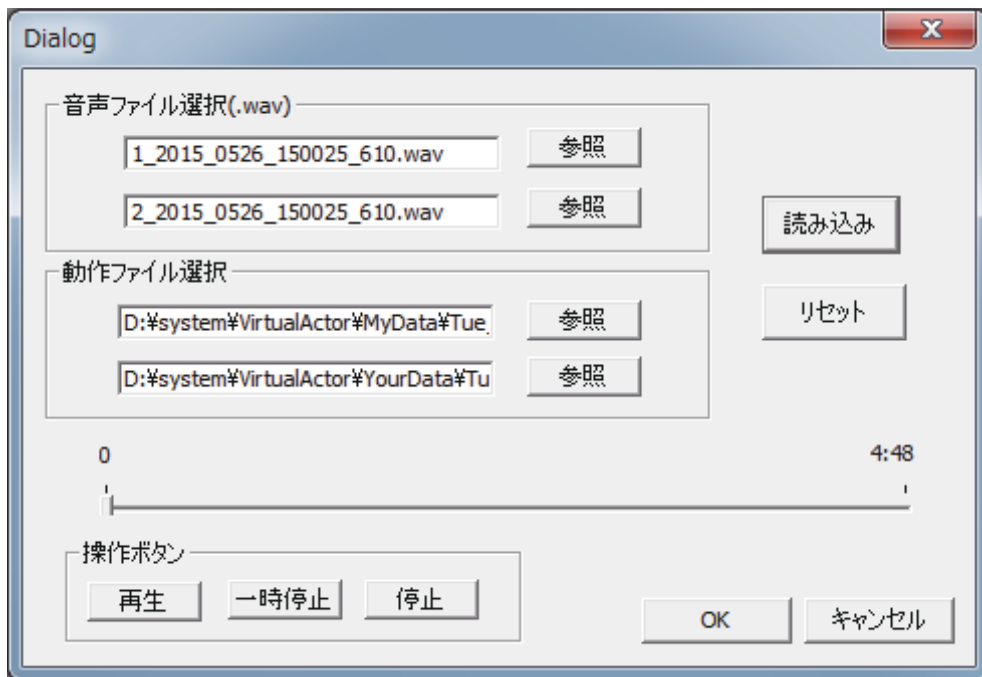 Dialog
音声ファイル選択(.wav)
1_2015_0526_150025_610.wav
参照
2_2015_0526_150025_610.wav
参照
読み込み
動作ファイル選択
D:¥system¥VirtualActor¥MyData¥Tue_
参照
リセット
D:¥system¥VirtualActor¥YourData¥Tu
参照
0
4:48
操作ボタン
再生
一時停止
停止
OK
キャンセル